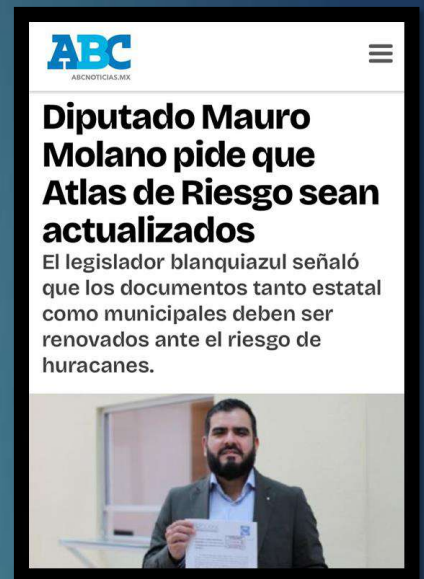 ABC
ABCNOTICIAS.MX
Diputado Mauro
Molano pide que
Atlas de Riesgo sean
actualizados
El legislador blanquiazul señaló
que los documentos tanto estatal
como municipales deben ser
renovados ante el riesgo de
huracanes.